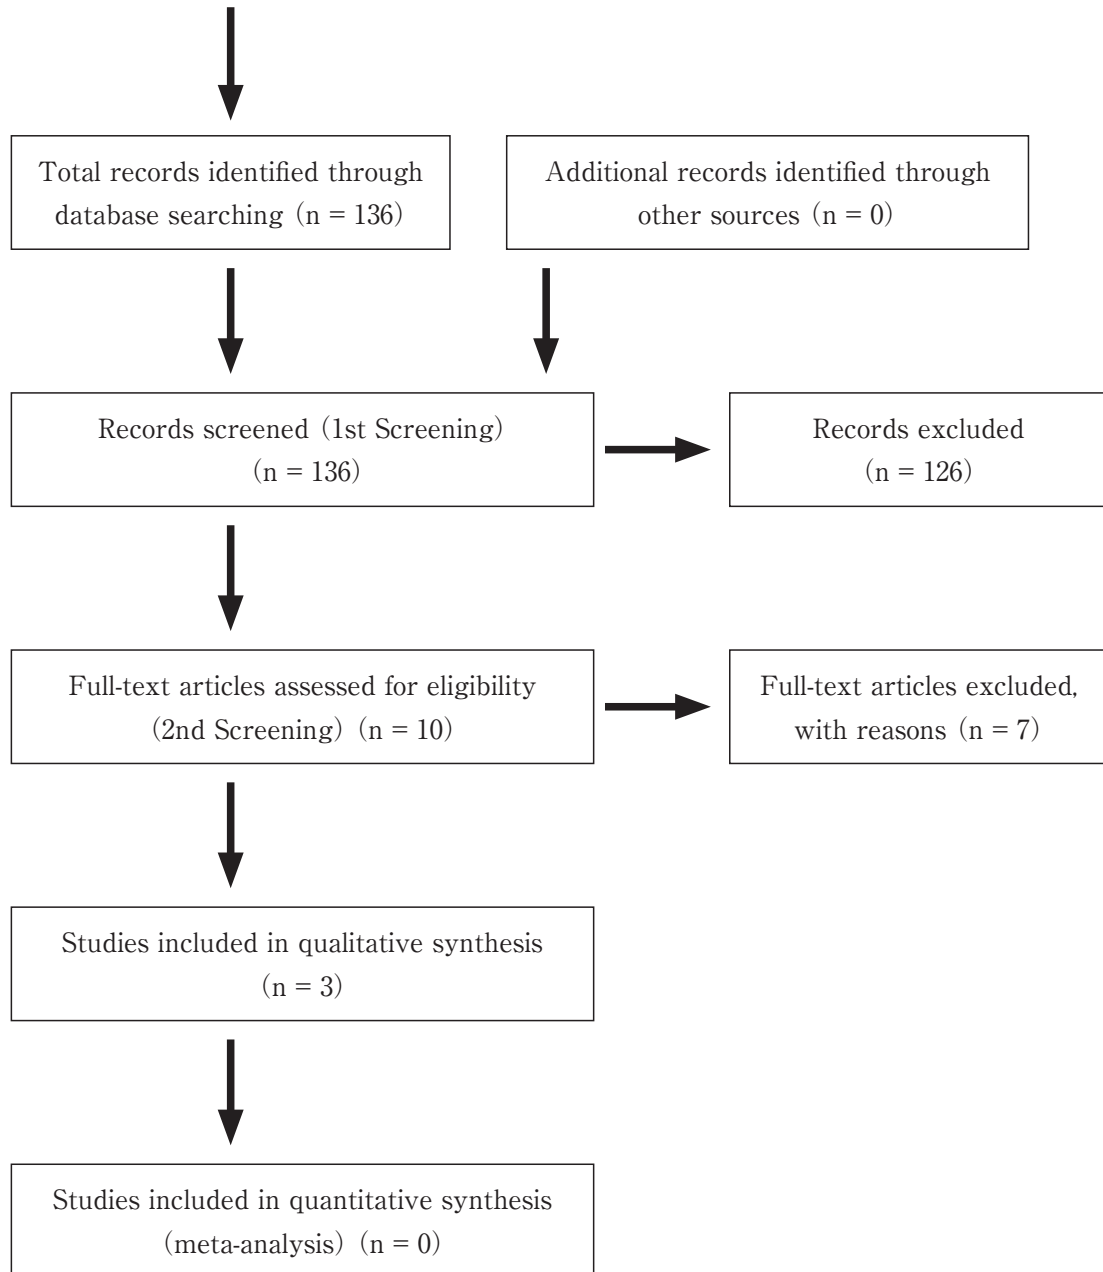 Total records identified through
database searching (n = 136)
Additional records identified through
other sources (n = 0)
Records screened (1st Screening)
(n = 136)
Records excluded
(n = 126)
Full-text articles assessed for eligibility
(2nd Screening) (n = 10)
Full-text articles excluded,
with reasons (n = 7)
Studies included in qualitative synthesis
(n = 3)
Studies included in quantitative synthesis
(meta-analysis) (n = 0)